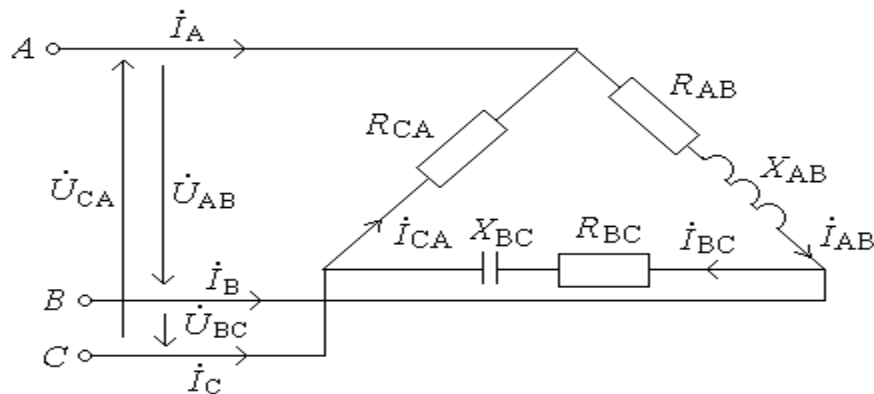 A
İ_A
R_AB
R_CA
X_AB
U̇_CA
U̇_AB
İ_CA
X_BC
R_BC
İ_BC
İ_AB
B
İ_B
U̇_BC
C
İ_C